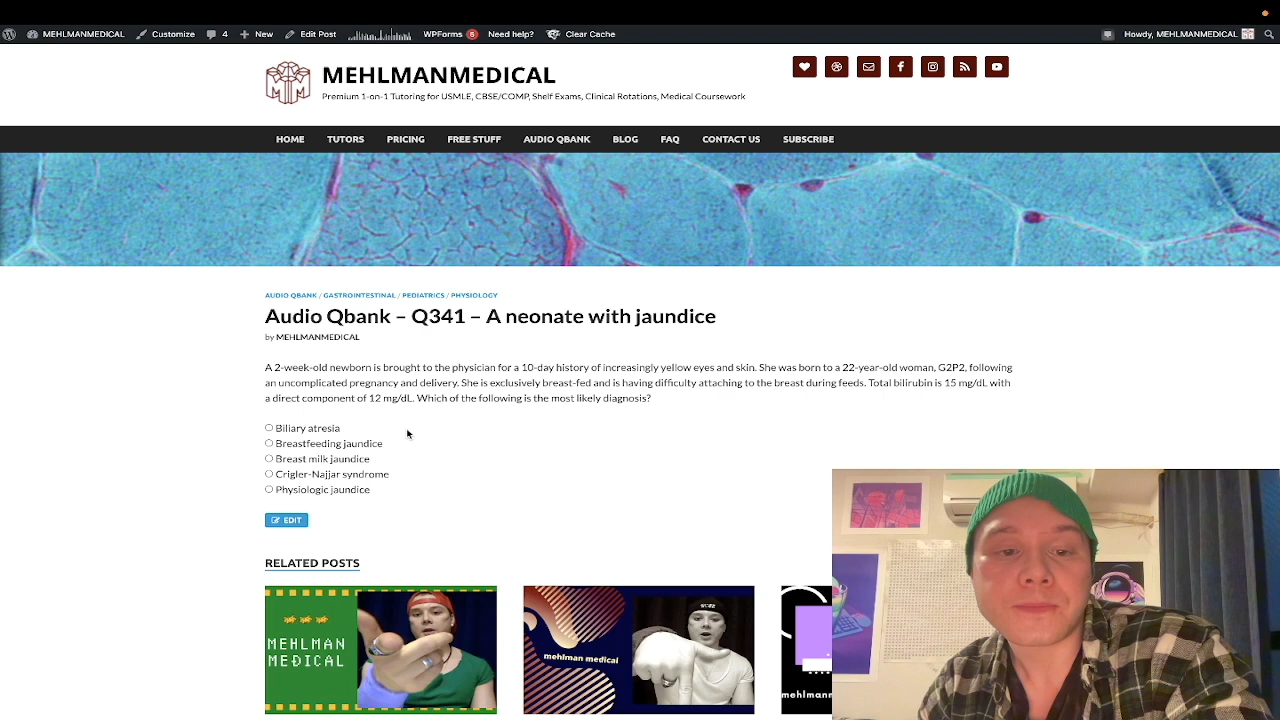 MEHLMANMEDICAL Customize 4 New Edit Post WPForms 5 Need help? Clear Cache Howdy, MEHLMANMEDICAL
MEHLMANMEDICAL
Premium 1-on-1 Tutoring for USMLE, CBSE/COMP, Shelf Exams, Clinical Rotations, Medical Coursework
HOME TUTORS PRICING FREE STUFF AUDIO QBANK BLOG FAQ CONTACT US SUBSCRIBE
AUDIO QBANK / GASTROINTESTINAL / PEDIATRICS / PHYSIOLOGY
Audio Qbank – Q341 – A neonate with jaundice
by MEHLMANMEDICAL
A 2-week-old newborn is brought to the physician for a 10-day history of increasingly yellow eyes and skin. She was born to a 22-year-old woman, G2P2, following
an uncomplicated pregnancy and delivery. She is exclusively breast-fed and is having difficulty attaching to the breast during feeds. Total bilirubin is 15 mg/dL with
a direct component of 12 mg/dL. Which of the following is the most likely diagnosis?
Biliary atresia
Breastfeeding jaundice
Breast milk jaundice
Crigler-Najjar syndrome
Physiologic jaundice
EDIT
RELATED POSTS
MEHLMAN
MEDICAL
mehlman medical
mehlmann